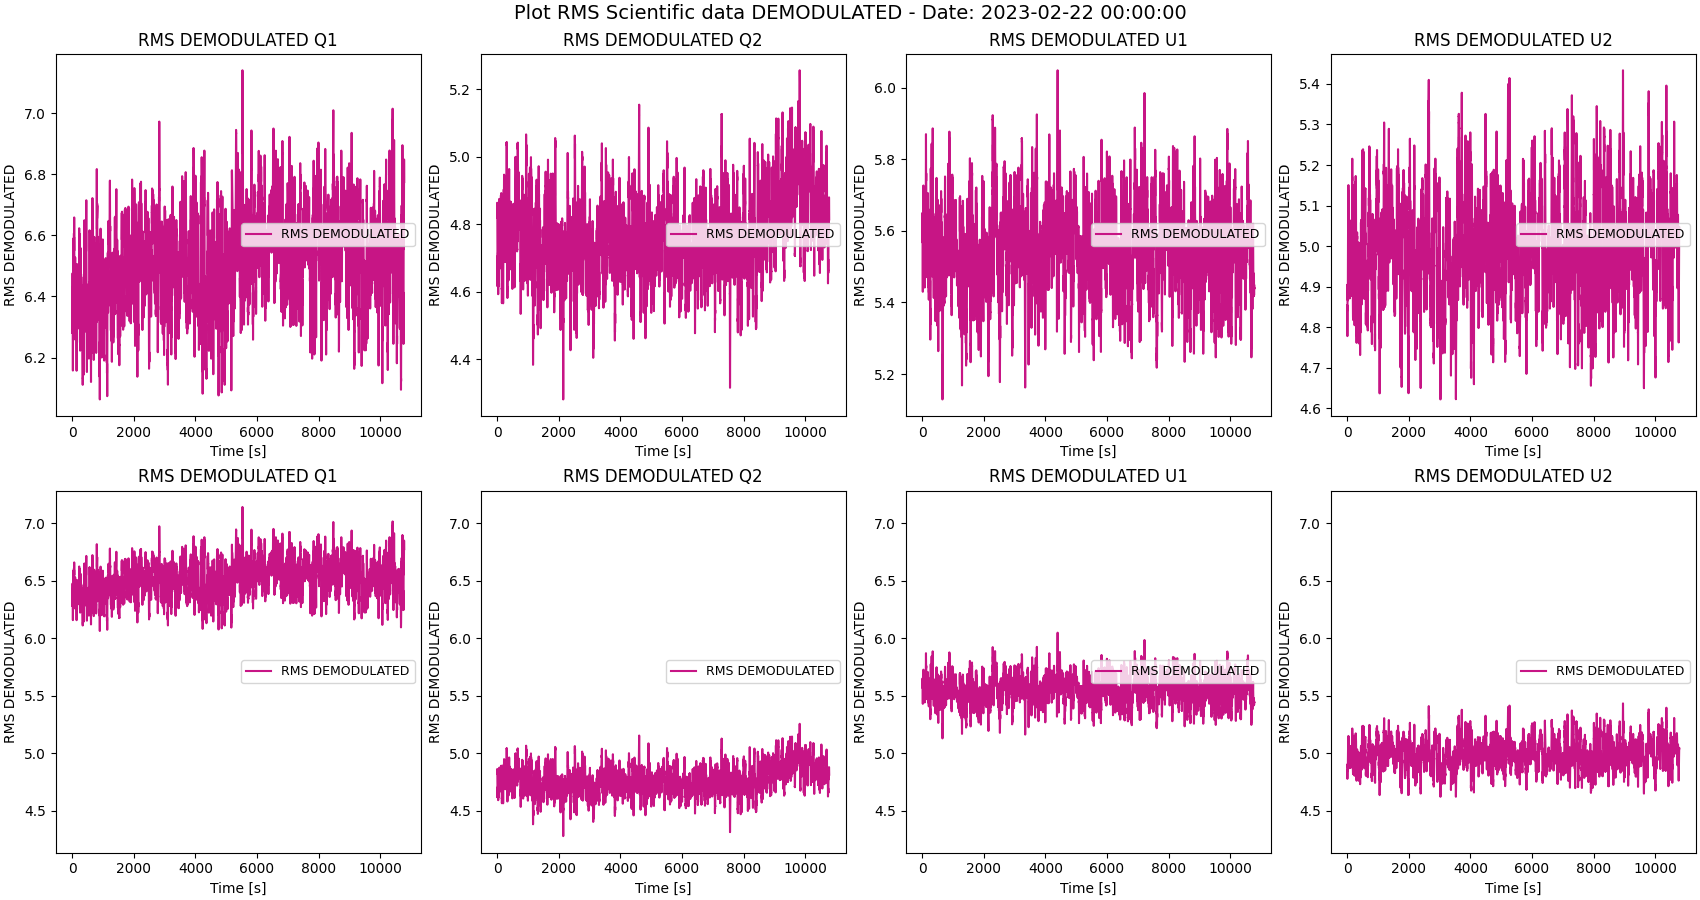 Plot RMS Scientific data DEMODULATED - Date: 2023-02-22 00:00:00
RMS DEMODULATED Q1
RMS DEMODULATED
7.0
6.8
6.6
6.4
6.2
RMS DEMODULATED
0 2000 4000 6000 8000 10000
Time [s]
RMS DEMODULATED Q2
RMS DEMODULATED
5.2
5.0
4.8
4.6
4.4
RMS DEMODULATED
0 2000 4000 6000 8000 10000
Time [s]
RMS DEMODULATED U1
RMS DEMODULATED
6.0
5.8
5.6
5.4
5.2
RMS DEMODULATED
0 2000 4000 6000 8000 10000
Time [s]
RMS DEMODULATED U2
RMS DEMODULATED
5.4
5.3
5.2
5.1
5.0
4.9
4.8
4.7
4.6
RMS DEMODULATED
0 2000 4000 6000 8000 10000
Time [s]
RMS DEMODULATED Q1
RMS DEMODULATED
7.0
6.5
6.0
5.5
5.0
4.5
RMS DEMODULATED
0 2000 4000 6000 8000 10000
Time [s]
RMS DEMODULATED Q2
RMS DEMODULATED
7.0
6.5
6.0
5.5
5.0
4.5
RMS DEMODULATED
0 2000 4000 6000 8000 10000
Time [s]
RMS DEMODULATED U1
RMS DEMODULATED
7.0
6.5
6.0
5.5
5.0
4.5
RMS DEMODULATED
0 2000 4000 6000 8000 10000
Time [s]
RMS DEMODULATED U2
RMS DEMODULATED
7.0
6.5
6.0
5.5
5.0
4.5
RMS DEMODULATED
0 2000 4000 6000 8000 10000
Time [s]